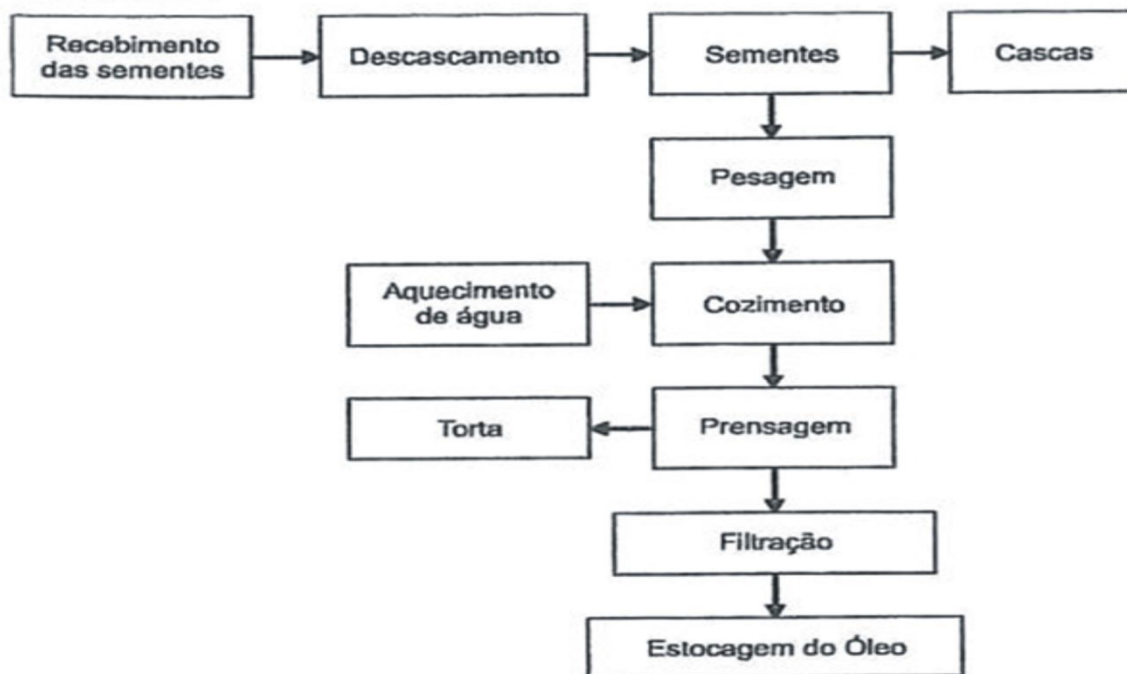 Recebimento
das sementes
Descascamento
Sementes
Cascas
Pesagem
Aquecimento
de água
Cozimento
Torta
Prensagem
Filtração
Estocagem do Óleo